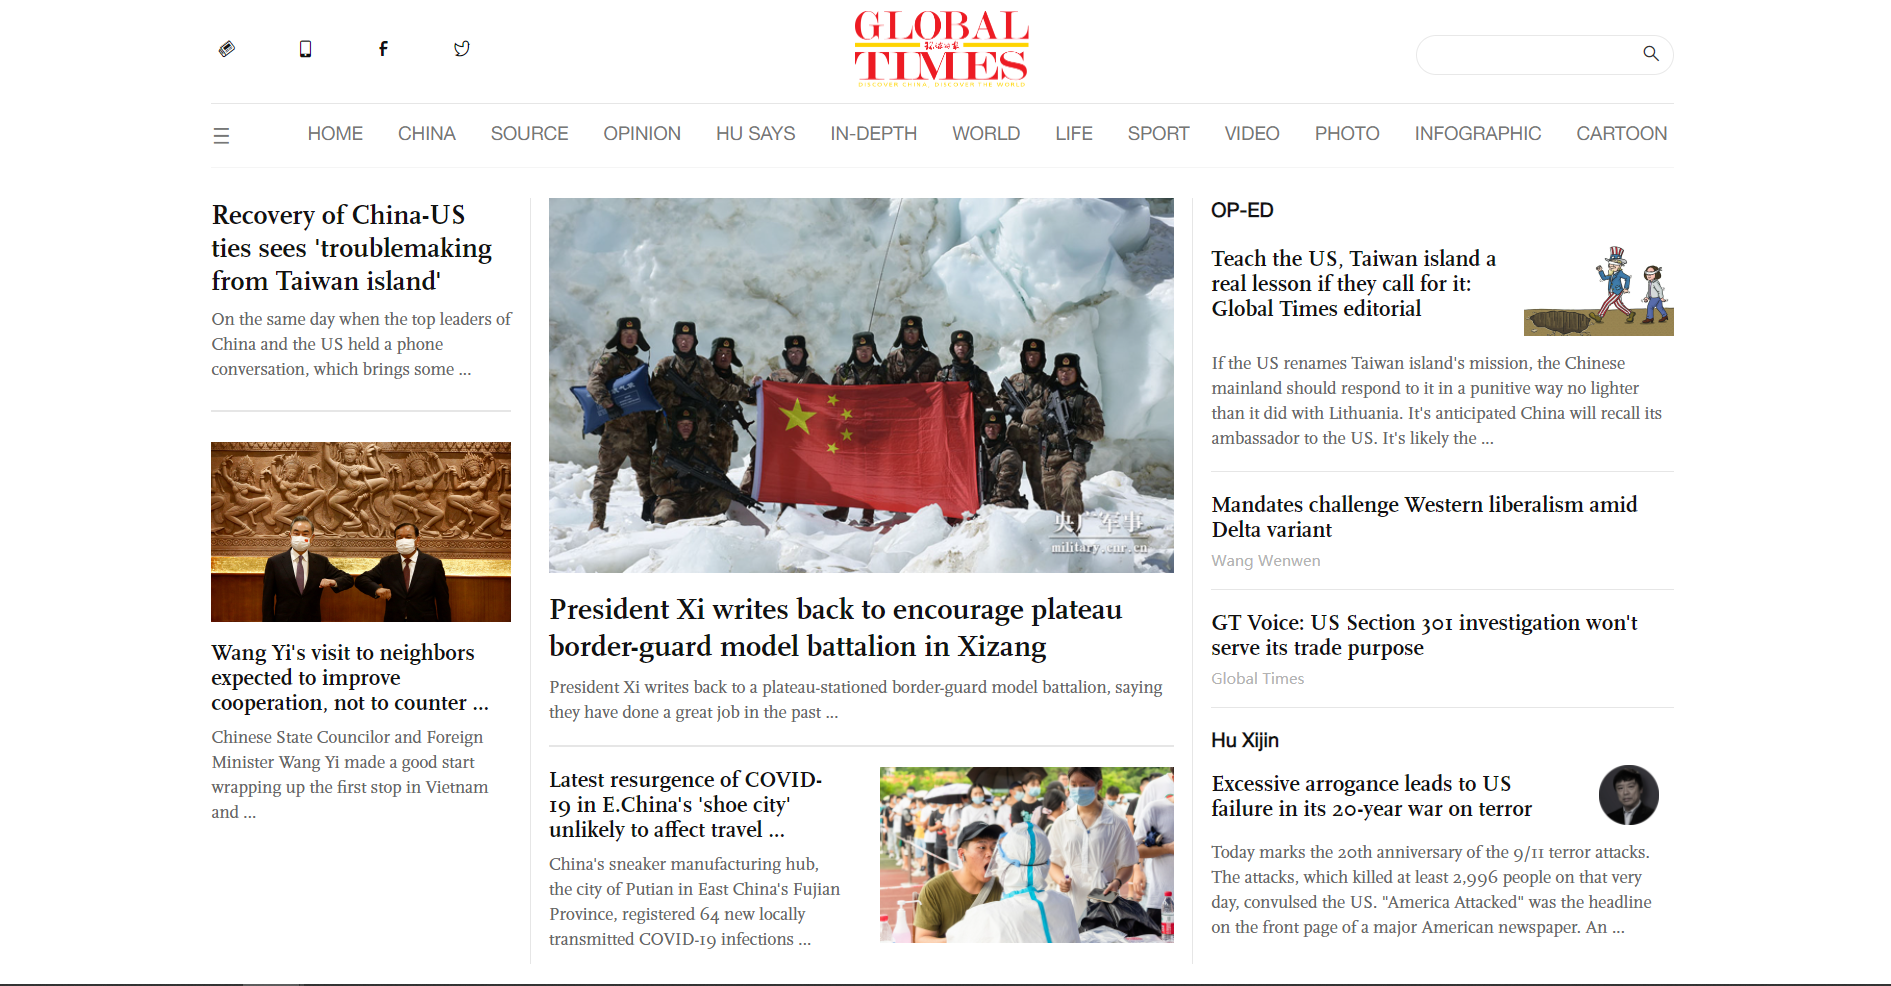 GLOBAL
环球时报
TIMES
DISCOVER CHINA, DISCOVER THE WORLD
HOME CHINA SOURCE OPINION HU SAYS IN-DEPTH WORLD LIFE SPORT VIDEO PHOTO INFOGRAPHIC CARTOON
Recovery of China-US
ties sees 'troublemaking
from Taiwan island'
On the same day when the top leaders of
China and the US held a phone
conversation, which brings some ...
Wang Yi's visit to neighbors
expected to improve
cooperation, not to counter ...
Chinese State Councilor and Foreign
Minister Wang Yi made a good start
wrapping up the first stop in Vietnam
and ...
央广军事
military.cnr.cn
President Xi writes back to encourage plateau
border-guard model battalion in Xizang
President Xi writes back to a plateau-stationed border-guard model battalion, saying
they have done a great job in the past ...
Latest resurgence of COVID-
19 in E.China's 'shoe city'
unlikely to affect travel ...
China's sneaker manufacturing hub,
the city of Putian in East China's Fujian
Province, registered 64 new locally
transmitted COVID-19 infections ...
OP-ED
Teach the US, Taiwan island a
real lesson if they call for it:
Global Times editorial
If the US renames Taiwan island's mission, the Chinese
mainland should respond to it in a punitive way no lighter
than it did with Lithuania. It's anticipated China will recall its
ambassador to the US. It's likely the ...
Mandates challenge Western liberalism amid
Delta variant
Wang Wenwen
GT Voice: US Section 301 investigation won't
serve its trade purpose
Global Times
Hu Xijin
Excessive arrogance leads to US
failure in its 20-year war on terror
Today marks the 20th anniversary of the 9/11 terror attacks.
The attacks, which killed at least 2,996 people on that very
day, convulsed the US. "America Attacked" was the headline
on the front page of a major American newspaper. An ...